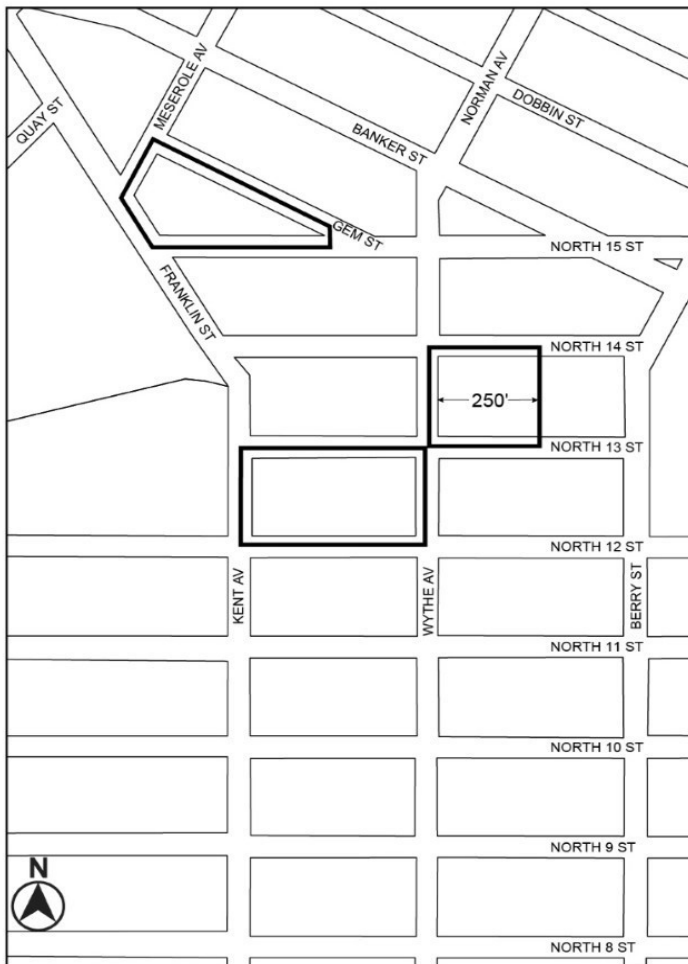 MESEROLE AV
NORMAN AV
QUAY ST
DOBBIN ST
BANKER ST
GEM ST
NORTH 15 ST
FRANKLIN ST
NORTH 14 ST
250'
NORTH 13 ST
NORTH 12 ST
KENT AV
WYTHE AV
BERRY ST
NORTH 11 ST
NORTH 10 ST
NORTH 9 ST
N
NORTH 8 ST